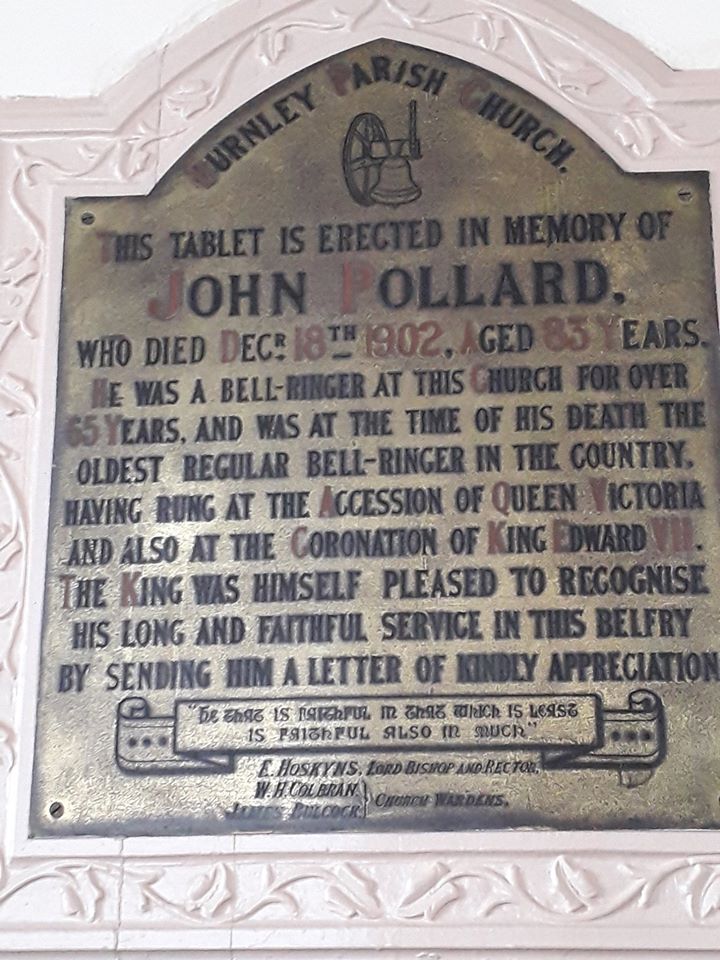 BURNLEY PARISH CHURCH.
THIS TABLET IS ERECTED IN MEMORY OF
JOHN POLLARD,
WHO DIED DECR. 18TH 1902, AGED 83 YEARS.
HE WAS A BELL-RINGER AT THIS CHURCH FOR OVER
65 YEARS, AND WAS AT THE TIME OF HIS DEATH THE
OLDEST REGULAR BELL-RINGER IN THE COUNTRY,
HAVING RUNG AT THE ACCESSION OF QUEEN VICTORIA
AND ALSO AT THE CORONATION OF KING EDWARD VII.
THE KING WAS HIMSELF PLEASED TO RECOGNISE
HIS LONG AND FAITHFUL SERVICE IN THIS BELFRY
BY SENDING HIM A LETTER OF KINDLY APPRECIATION
"HE THAT IS FAITHFUL IN THAT WHICH IS LEAST
IS FAITHFUL ALSO IN MUCH"
E. HOSKYNS, LORD BISHOP AND RECTOR.
W. H. COLBRAN
JAMES BULCOCK } CHURCH WARDENS.